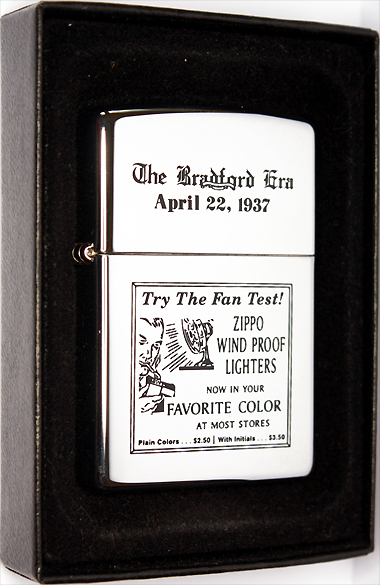 The Bradford Era
April 22, 1937
Try The Fan Test!
ZIPPO
WIND PROOF
LIGHTERS
NOW IN YOUR
FAVORITE COLOR
AT MOST STORES
Plain Colors . . . $2.50 | With Initials . . . $3.50